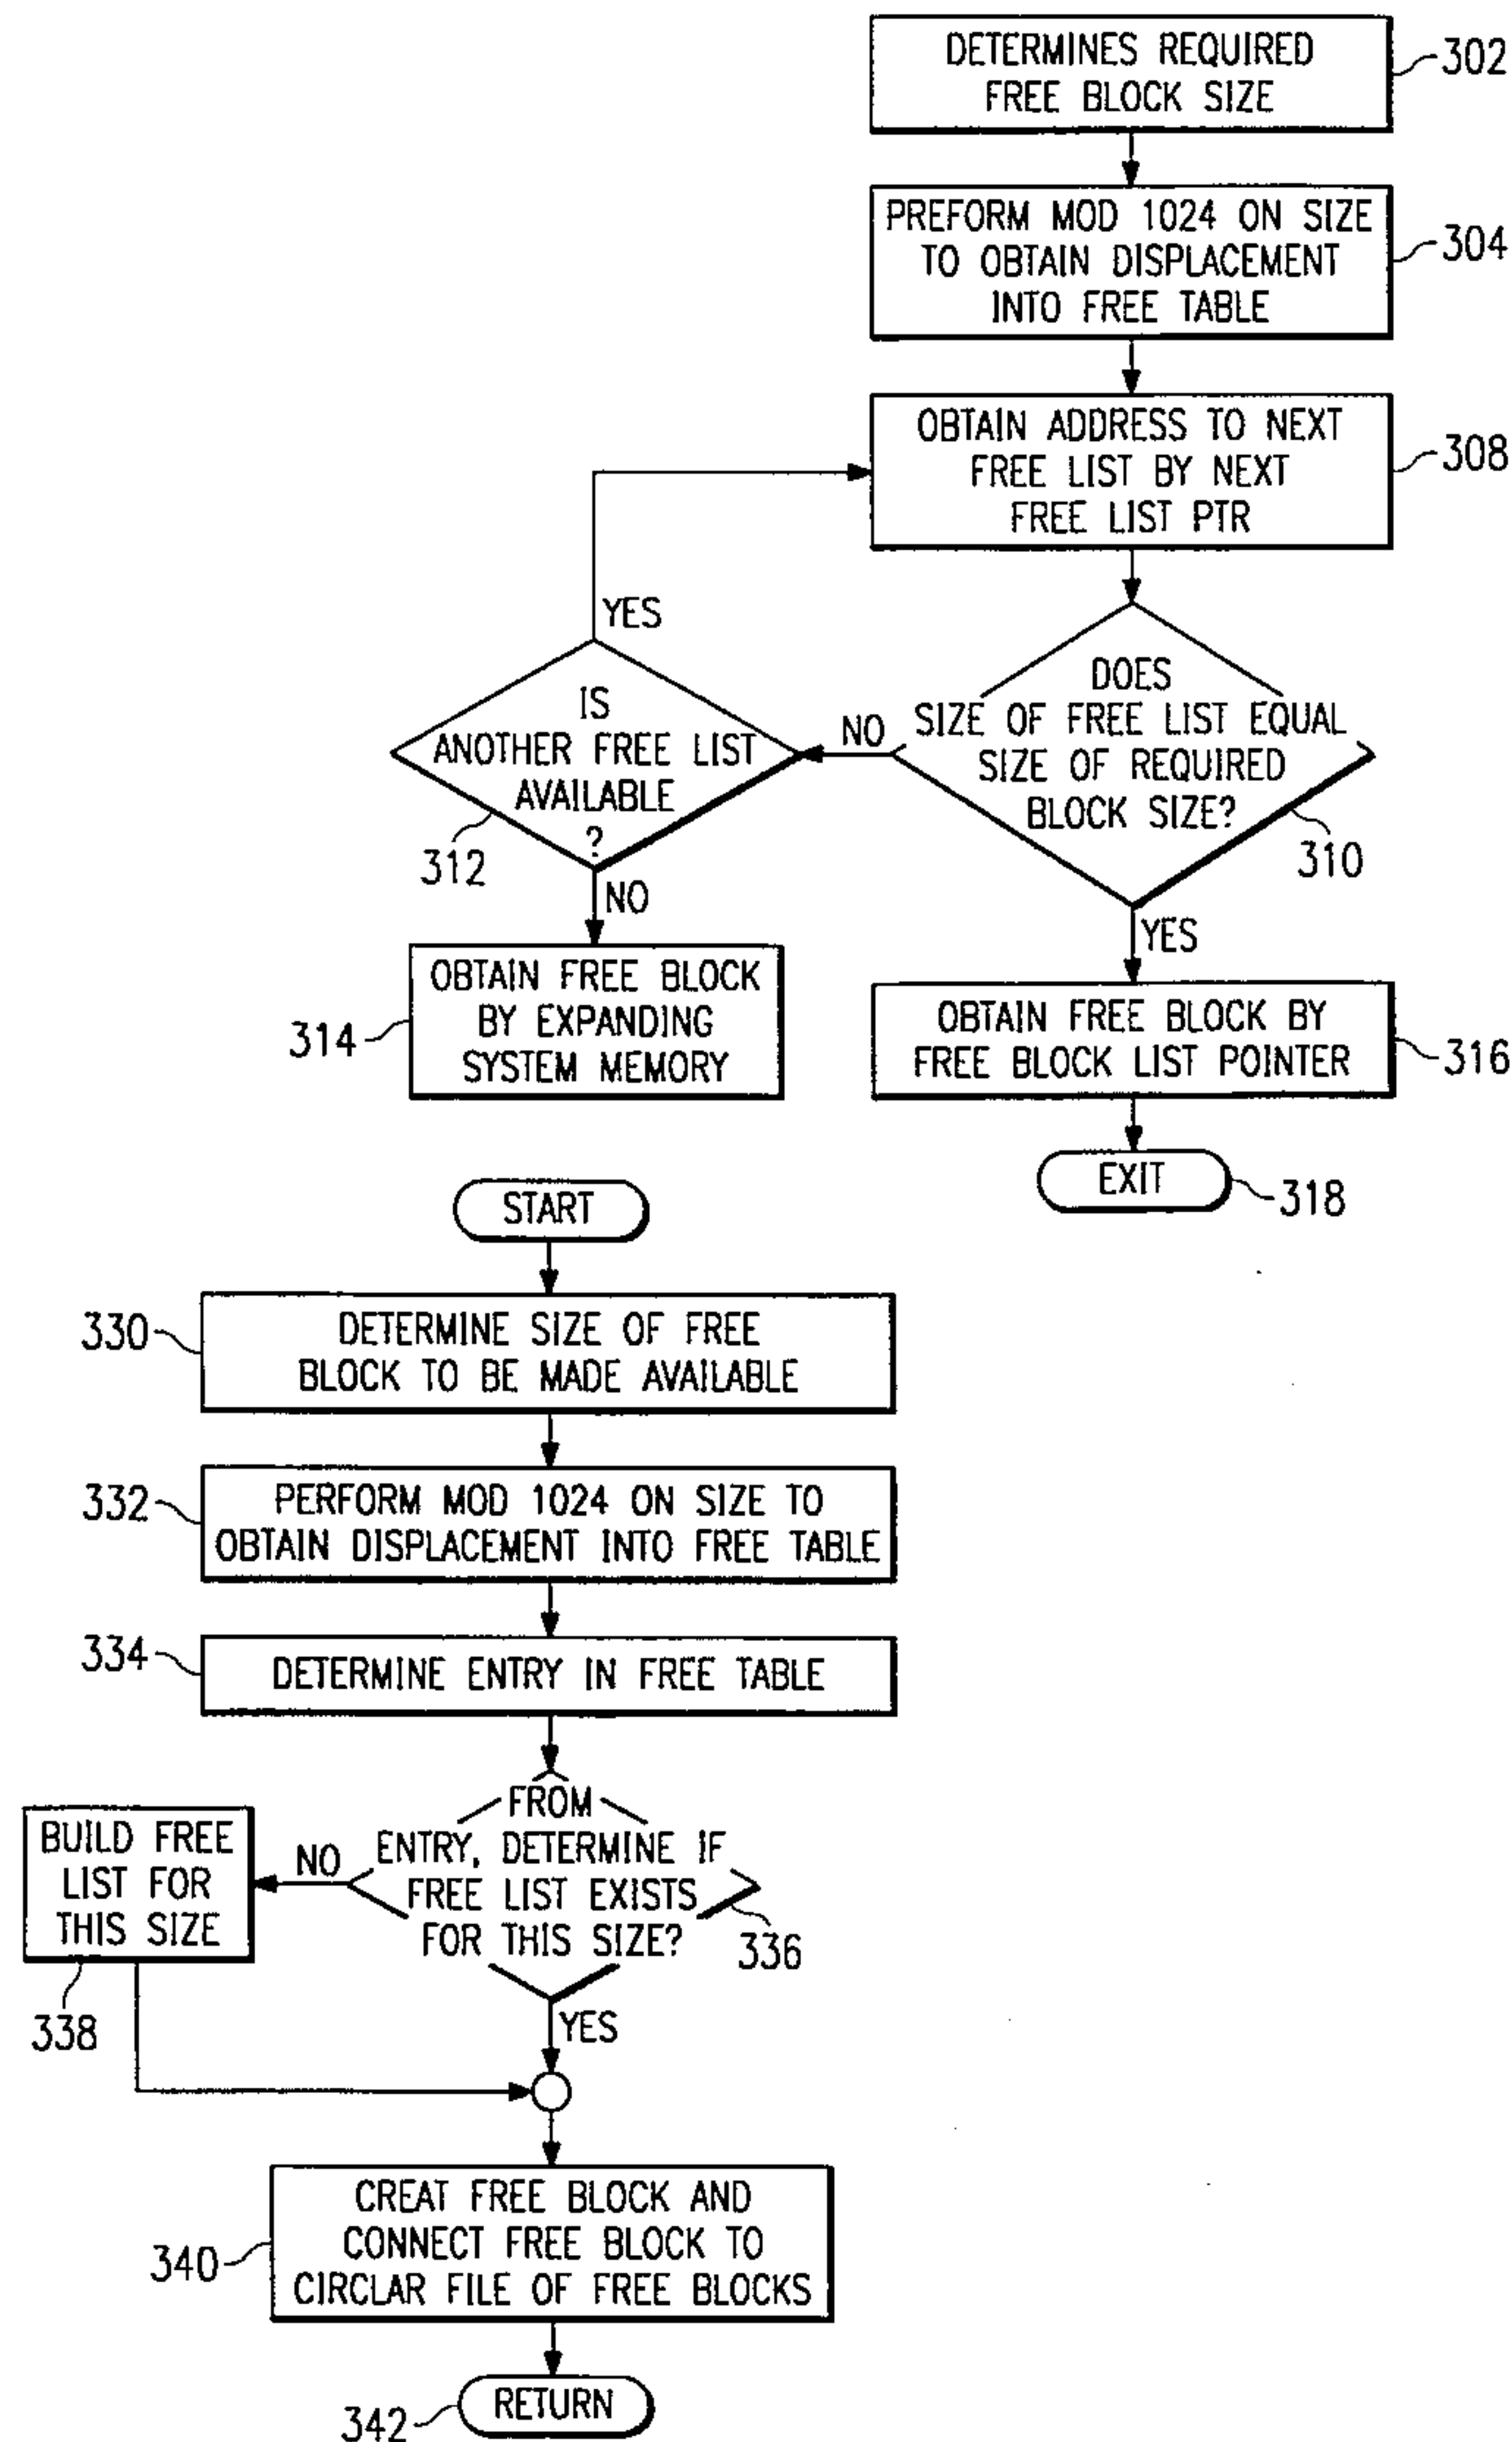 DETERMINES REQUIRED
FREE BLOCK SIZE
302
PREFORM MOD 1024 ON SIZE
TO OBTAIN DISPLACEMENT
INTO FREE TABLE
304
OBTAIN ADDRESS TO NEXT
FREE LIST BY NEXT
FREE LIST PTR
308
DOES
SIZE OF FREE LIST EQUAL
SIZE OF REQUIRED
BLOCK SIZE?
310
NO
YES
IS
ANOTHER FREE LIST
AVAILABLE
?
312
YES
NO
OBTAIN FREE BLOCK
BY EXPANDING
SYSTEM MEMORY
314
OBTAIN FREE BLOCK BY
FREE BLOCK LIST POINTER
316
EXIT
318
START
DETERMINE SIZE OF FREE
BLOCK TO BE MADE AVAILABLE
330
PERFORM MOD 1024 ON SIZE TO
OBTAIN DISPLACEMENT INTO FREE TABLE
332
DETERMINE ENTRY IN FREE TABLE
334
FROM
ENTRY, DETERMINE IF
FREE LIST EXISTS
FOR THIS SIZE?
336
NO
BUILD FREE
LIST FOR
THIS SIZE
338
YES
CREAT FREE BLOCK AND
CONNECT FREE BLOCK TO
CIRCLAR FILE OF FREE BLOCKS
340
RETURN
342